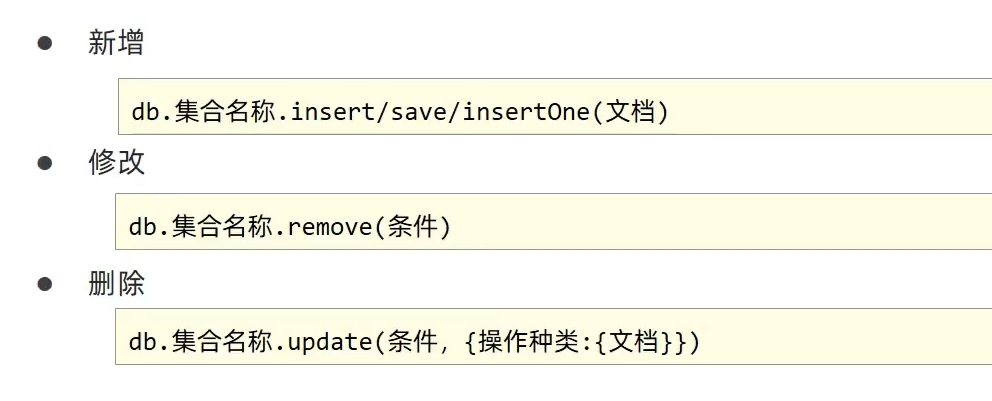 ● 新增
db.集合名称.insert/save/insertOne(文档)
● 修改
db.集合名称.remove(条件)
● 删除
db.集合名称.update(条件, {操作种类:{文档}})